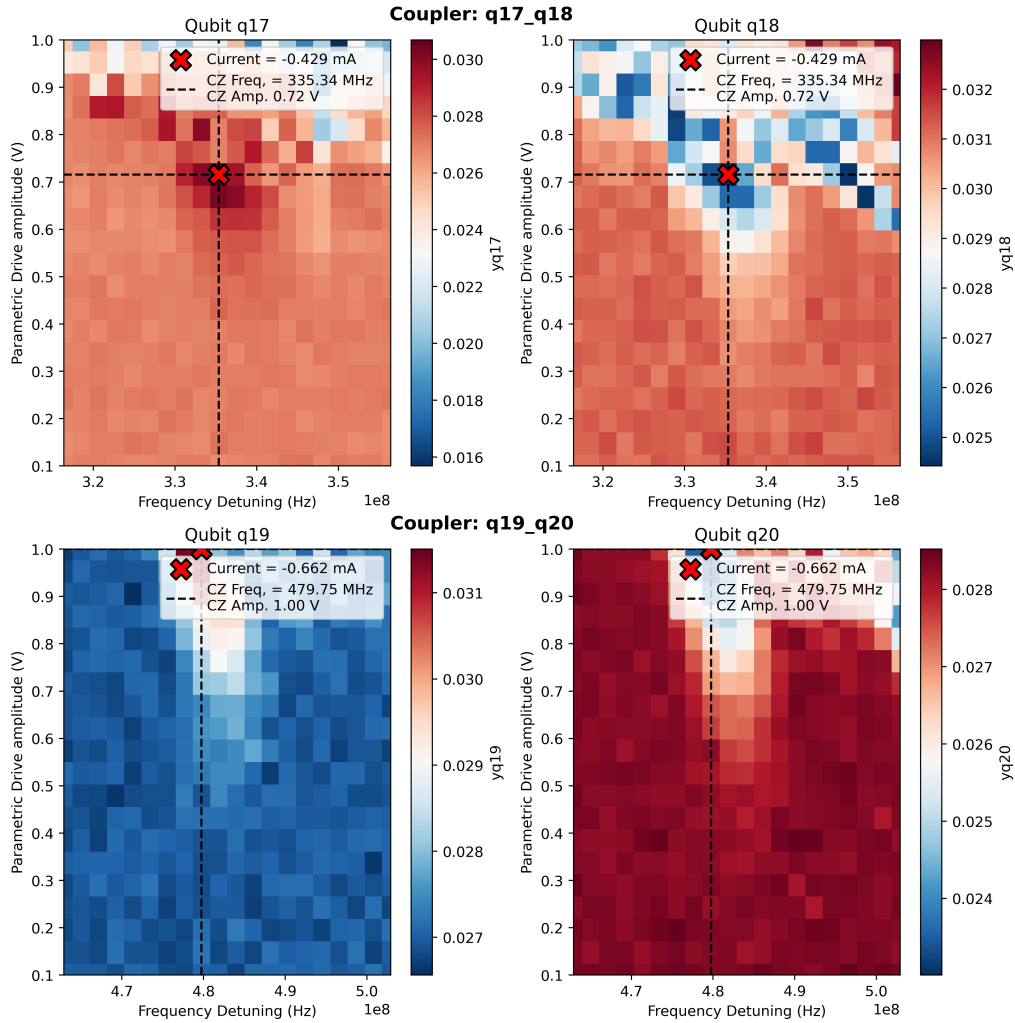 Coupler: q17_q18
Qubit q17
Current = -0.429 mA
CZ Freq, = 335.34 MHz
CZ Amp. 0.72 V
Parametric Drive amplitude (V)
1.0
0.9
0.8
0.7
0.6
0.5
0.4
0.3
0.2
0.1
3.2
3.3
3.4
3.5
1e8
Frequency Detuning (Hz)
0.030
0.028
0.026
0.024
0.022
0.020
0.018
0.016
yq17
Qubit q18
Current = -0.429 mA
CZ Freq, = 335.34 MHz
CZ Amp. 0.72 V
Parametric Drive amplitude (V)
1.0
0.9
0.8
0.7
0.6
0.5
0.4
0.3
0.2
0.1
3.2
3.3
3.4
3.5
1e8
Frequency Detuning (Hz)
0.032
0.031
0.030
0.029
0.028
0.027
0.026
0.025
yq18
Coupler: q19_q20
Qubit q19
Current = -0.662 mA
CZ Freq, = 479.75 MHz
CZ Amp. 1.00 V
Parametric Drive amplitude (V)
1.0
0.9
0.8
0.7
0.6
0.5
0.4
0.3
0.2
0.1
4.7
4.8
4.9
5.0
1e8
Frequency Detuning (Hz)
0.031
0.030
0.029
0.028
0.027
yq19
Qubit q20
Current = -0.662 mA
CZ Freq, = 479.75 MHz
CZ Amp. 1.00 V
Parametric Drive amplitude (V)
1.0
0.9
0.8
0.7
0.6
0.5
0.4
0.3
0.2
0.1
4.7
4.8
4.9
5.0
1e8
Frequency Detuning (Hz)
0.028
0.027
0.026
0.025
0.024
yq20